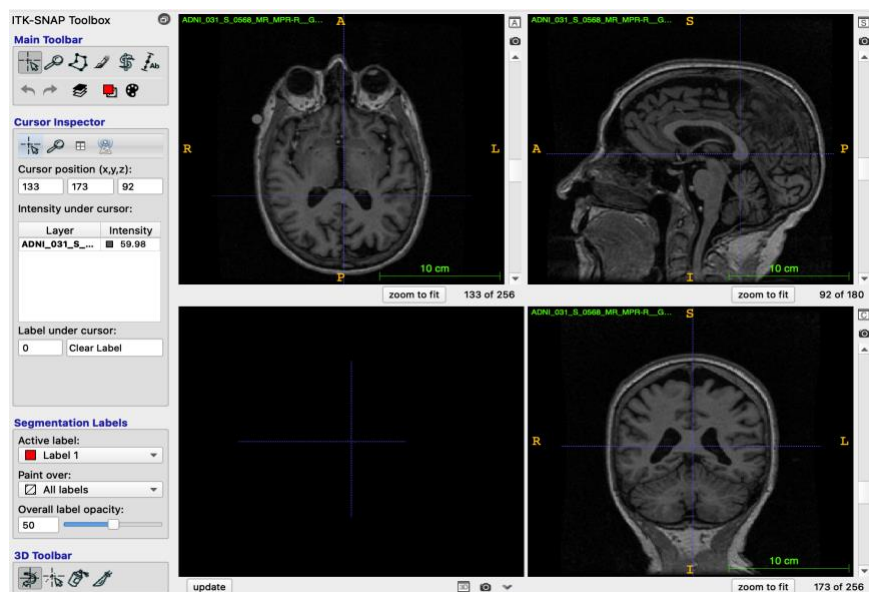 ITK-SNAP Toolbox
Main Toolbar
Ab
Cursor Inspector
Cursor position (x,y,z):
133 173 92
Intensity under cursor:
Layer Intensity
ADNI_031_S_... 59.98
Label under cursor:
0 Clear Label
Segmentation Labels
Active label:
Label 1
Paint over:
All labels
Overall label opacity:
50
3D Toolbar
ADNI_031_S_0568_MR_MPR-R__G...
A
A
R
L
P
10 cm
zoom to fit 133 of 256
ADNI_031_S_0568_MR_MPR-R__G...
S
S
A
P
I
10 cm
zoom to fit 92 of 180
update
3D
ADNI_031_S_0568_MR_MPR-R__G...
S
C
R
L
I
10 cm
zoom to fit 173 of 256